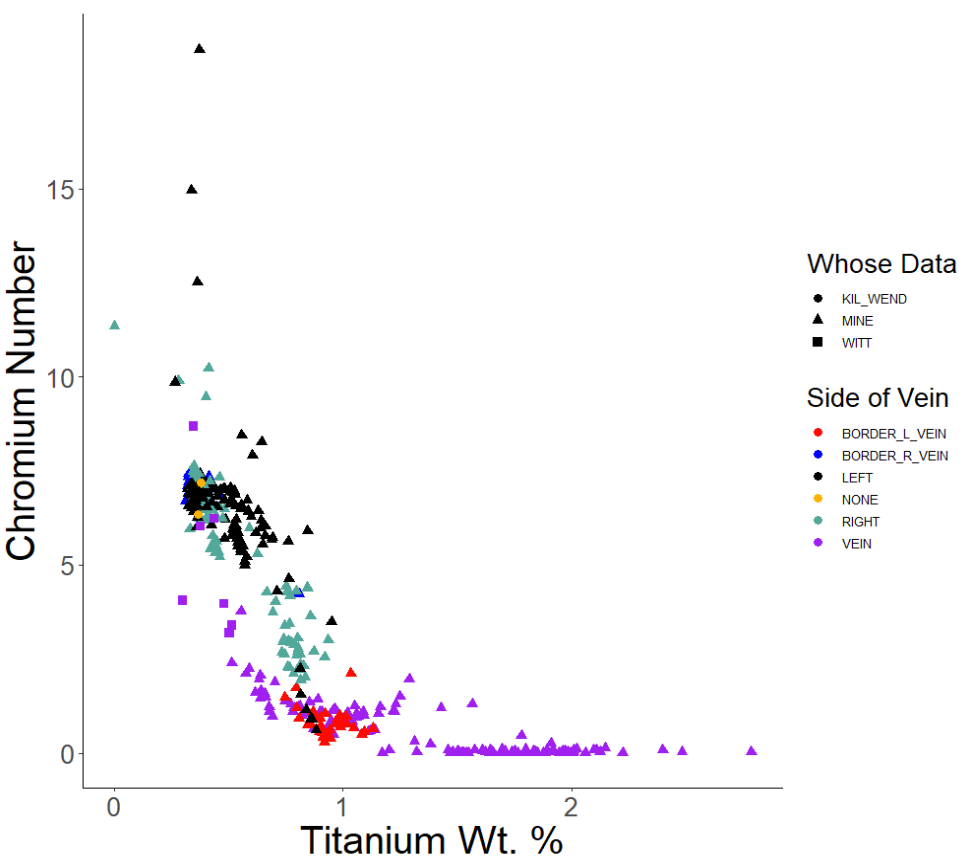 Chromium Number
15
10
5
0
0
1
2
Titanium Wt. %
Whose Data
KIL_WEND
MINE
WITT
Side of Vein
BORDER_L_VEIN
BORDER_R_VEIN
LEFT
NONE
RIGHT
VEIN